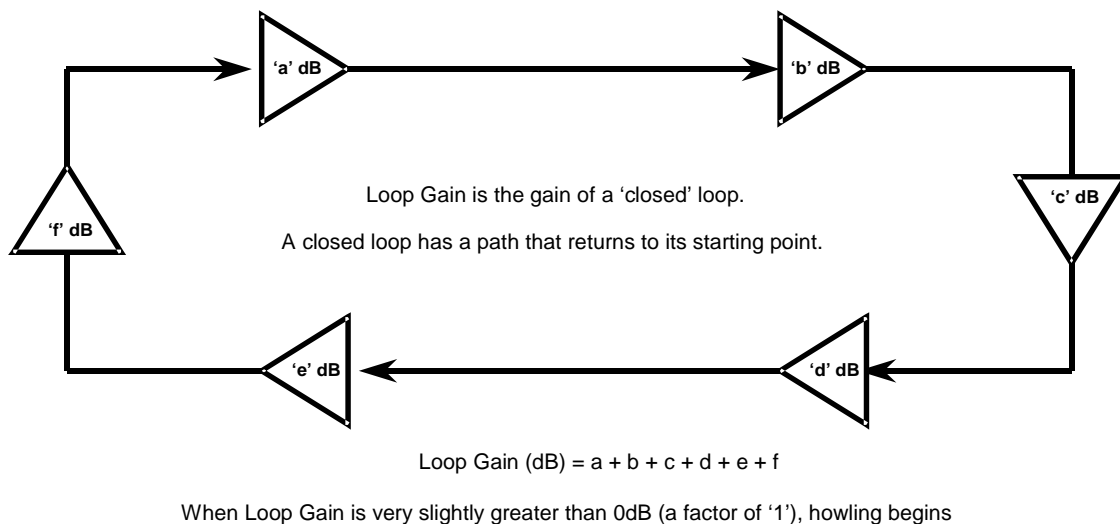 ‘a’ dB
‘b’ dB
‘c’ dB
Loop Gain is the gain of a ‘closed’ loop.
‘f’ dB
A closed loop has a path that returns to its starting point.
‘e’ dB
‘d’ dB
Loop Gain (dB) = a + b + c + d + e + f
When Loop Gain is very slightly greater than 0dB (a factor of ‘1’), howling begins